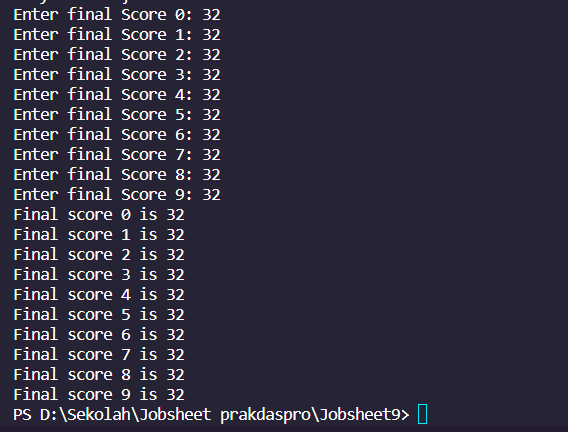 Enter final Score 0: 32
Enter final Score 1: 32
Enter final Score 2: 32
Enter final Score 3: 32
Enter final Score 4: 32
Enter final Score 5: 32
Enter final Score 6: 32
Enter final Score 7: 32
Enter final Score 8: 32
Enter final Score 9: 32
Final score 0 is 32
Final score 1 is 32
Final score 2 is 32
Final score 3 is 32
Final score 4 is 32
Final score 5 is 32
Final score 6 is 32
Final score 7 is 32
Final score 8 is 32
Final score 9 is 32
PS D:\Sekolah\Jobsheet prakdaspro\Jobsheet9>